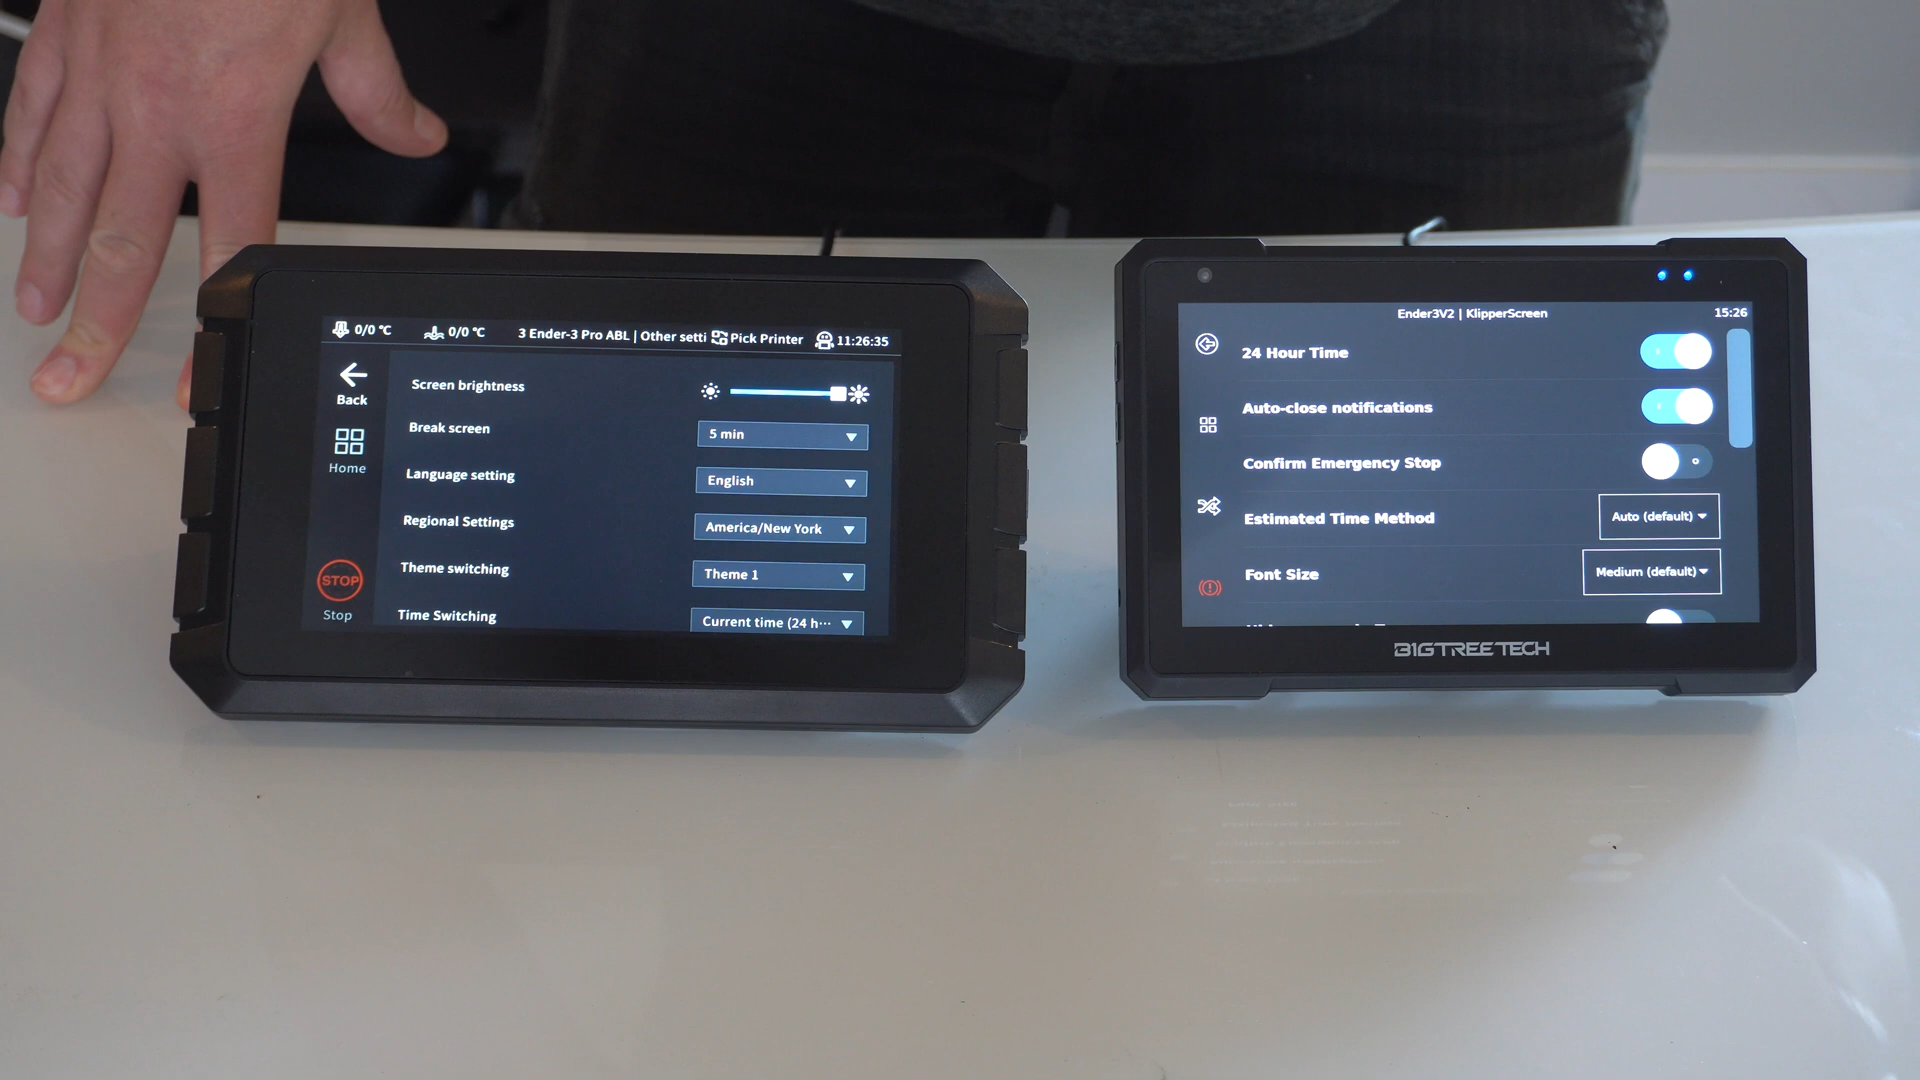 0/0 ℃ 0/0 ℃ 3 Ender-3 Pro ABL | Other setti Pick Printer 11:26:35
Back
Home
STOP
Stop
Screen brightness
Break screen 5 min
Language setting English
Regional Settings America/New York
Theme switching Theme 1
Time Switching Current time (24 h···
Ender3V2 | KlipperScreen 15:26
24 Hour Time
Auto-close notifications
Confirm Emergency Stop
Estimated Time Method Auto (default)
Font Size Medium (default)
BIGTREETECH